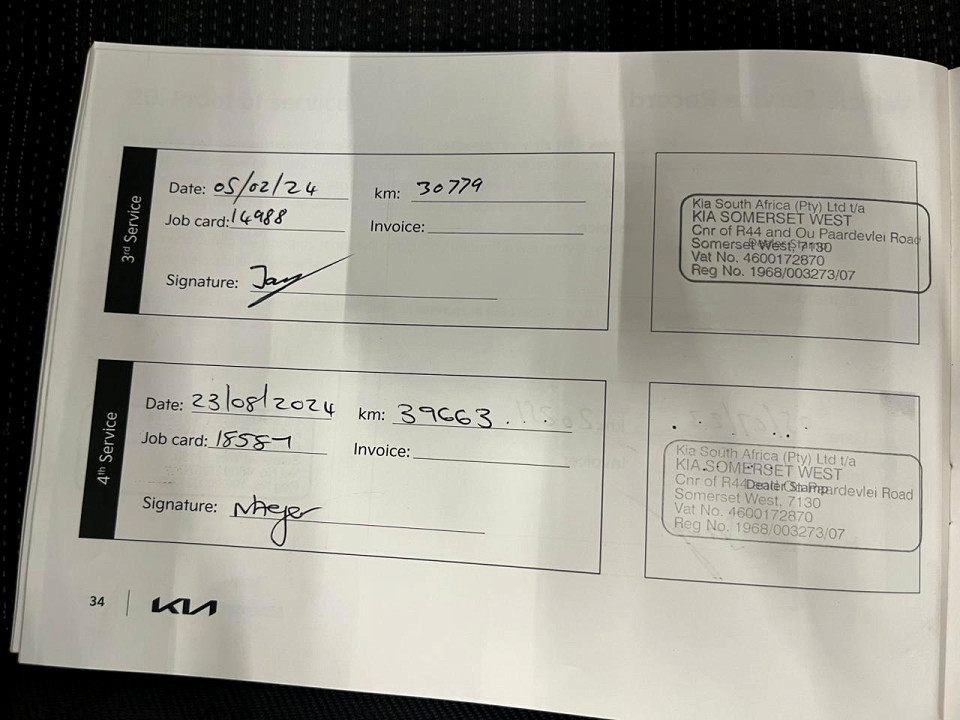 3rd Service
Date: 05/02/24
km: 30779
Job card: 14988
Invoice:
Signature:
Kia South Africa (Pty) Ltd t/a
KIA SOMERSET WEST
Cnr of R44 and Ou Paardevlei Road
Somerset West, 7130
Dealer Stamp
Vat No. 4600172870
Reg No. 1968/003273/07
4th Service
Date: 23/08/2024
km: 39663
Job card: 18587
Invoice:
Signature:
Kia South Africa (Pty) Ltd t/a
KIA SOMERSET WEST
Cnr of R44 and Ou Paardevlei Road
Dealer Stamp
Somerset West, 7130
Vat No. 4600172870
Reg No. 1968/003273/07
34
KIA